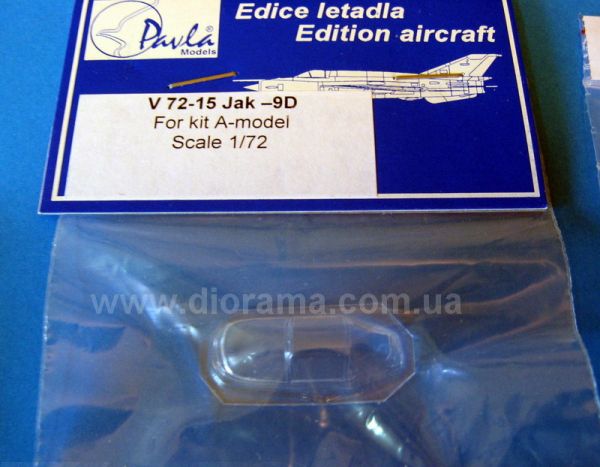 Edice letadla
Edition aircraft
Pavla
Models
V 72-15 Jak –9D
For kit A-model
Scale 1/72
www.diorama.com.ua